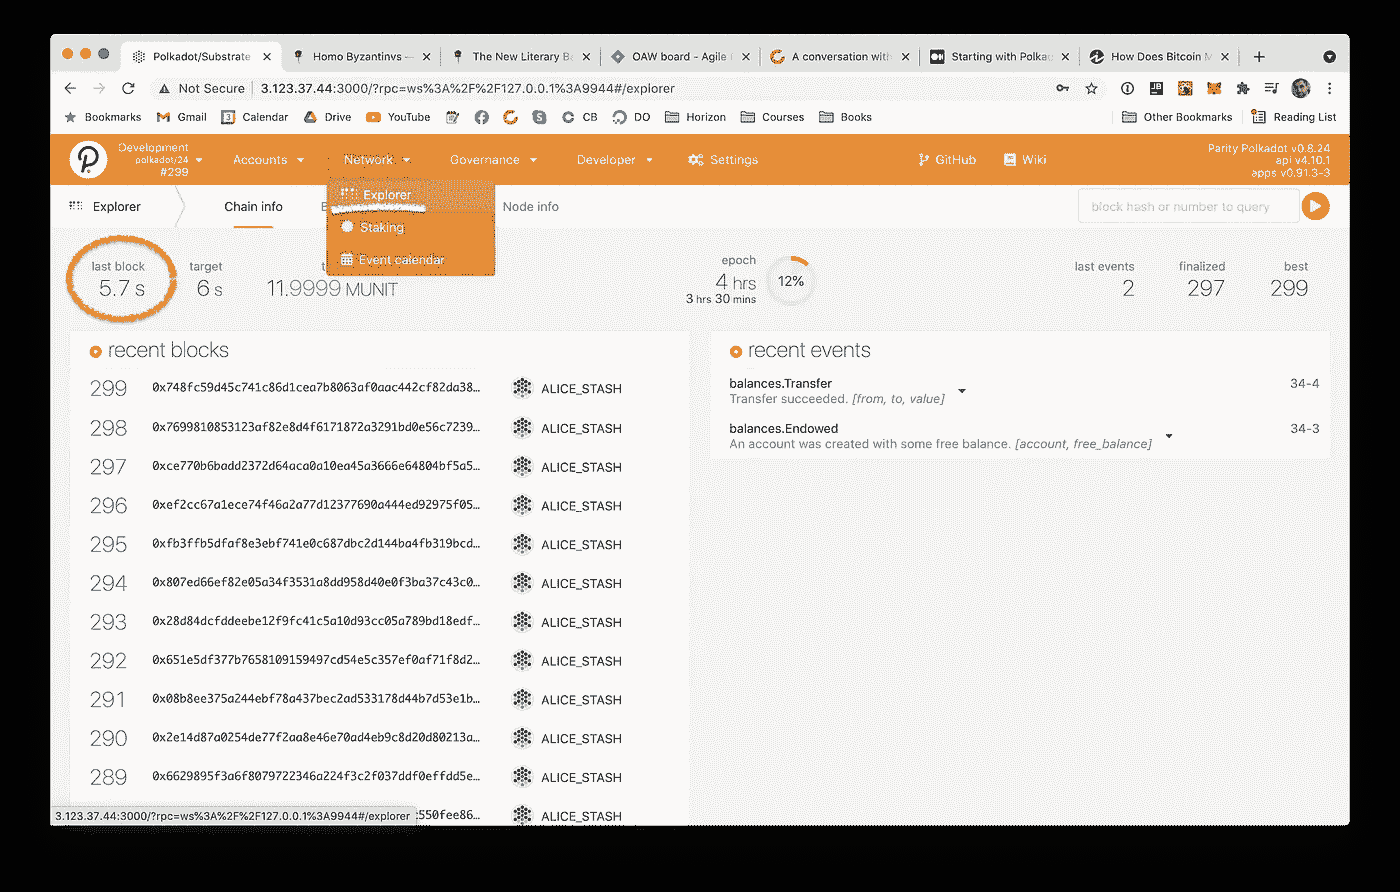 Polkadot/Substrate
Homo Byzantinvs —
The New Literary Ba
OAW board - Agile
A conversation with
Starting with Polka
How Does Bitcoin M
Not Secure
3.123.37.44:3000/?rpc=ws%3A%2F%2F127.0.0.1%3A9944#/explorer
Bookmarks
Gmail
Calendar
Drive
YouTube
CB
DO
Horizon
Courses
Books
Other Bookmarks
Reading List
Development
polkadot/24
#299
Accounts
Network
Governance
Developer
Settings
GitHub
Wiki
Parity Polkadot v0.8.24
api v4.10.1
apps v0.91.3-3
Explorer
Staking
Event calendar
Explorer
Chain info
Node info
block hash or number to query
last block
5.7 s
target
6 s
11.9999 MUNIT
epoch
4 hrs
3 hrs 30 mins
12%
last events
2
finalized
297
best
299
recent blocks
299 0x748fc59d45c741c86d1cea7b8063af0aac442cf82da38… ALICE_STASH
298 0x7699810853123af82e8d4f6171872a3291bd0e56c7239… ALICE_STASH
297 0xce770b6badd2372d64aca0a10ea45a3666e64804bf5a5… ALICE_STASH
296 0xef2cc67a1ece74f46a2a77d12377690a444ed92975f05… ALICE_STASH
295 0xfb3ffb5dfaf8e3ebf741e0c687dbc2d144ba4fb319bcd… ALICE_STASH
294 0x807ed66ef82e05a34f3531a8dd958d40e0f3ba37c43c0… ALICE_STASH
293 0x28d84dcfddeebe12f9fc41c5a10d93cc05a789bd18edf… ALICE_STASH
292 0x651e5df377b7658109159497cd54e5c357ef0af71f8d2… ALICE_STASH
291 0x08b8ee375a244ebf78a437bec2ad533178d44b7d53e1b… ALICE_STASH
290 0x2e14d87a0254de77f2aa8e46e70ad4eb9c8d20d80213a… ALICE_STASH
289 0x6629895f3a6f8079722346a224f3c2f037ddf0effdd5e… ALICE_STASH
550fee86… ALICE_STASH
recent events
balances.Transfer
Transfer succeeded. [from, to, value]
34-4
balances.Endowed
An account was created with some free balance. [account, free_balance]
34-3
3.123.37.44:3000/?rpc=ws%3A%2F%2F127.0.0.1%3A9944#/explorer